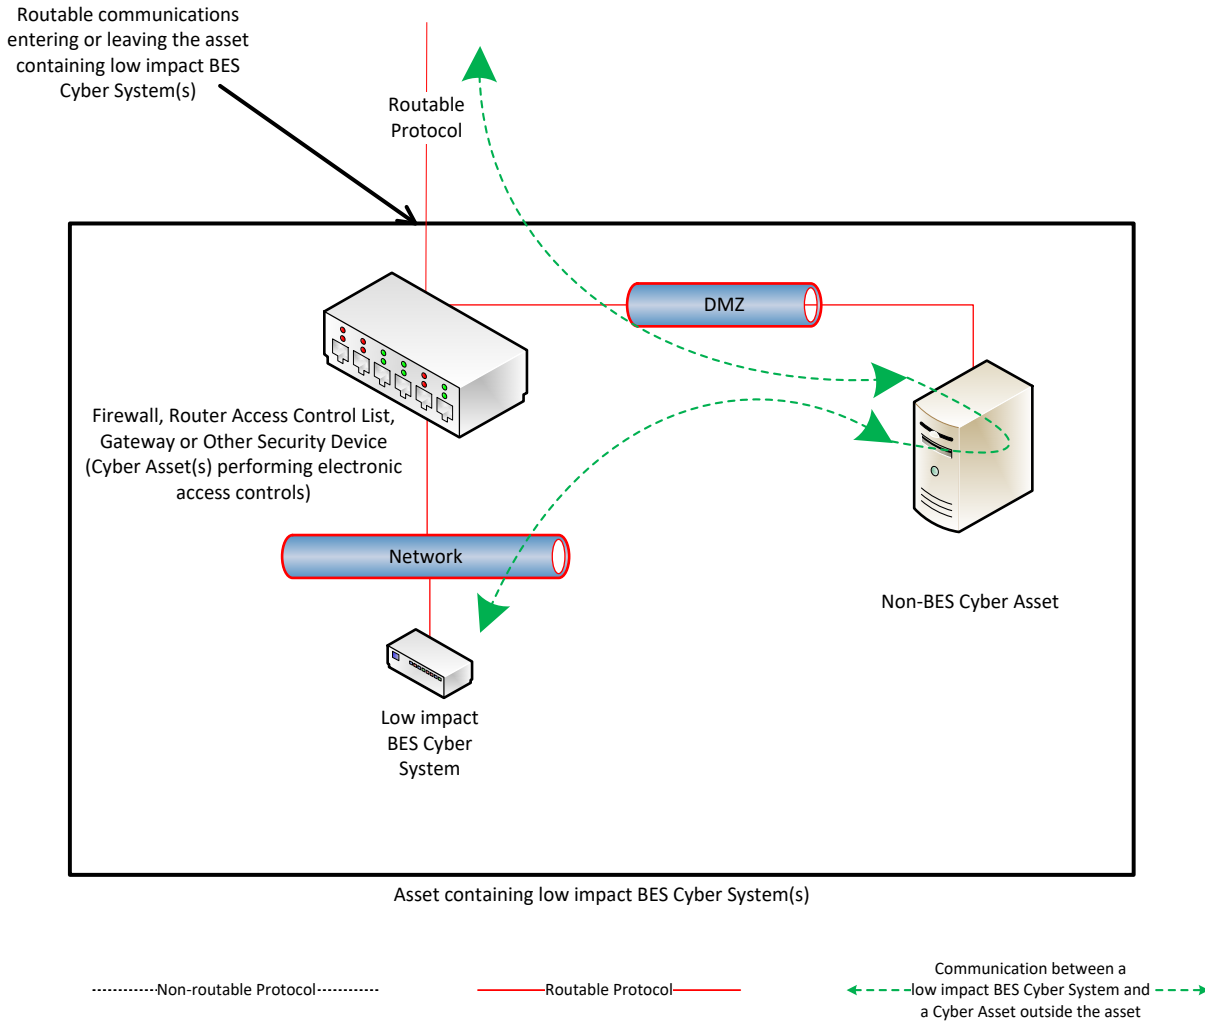 Routable communications
entering or leaving the asset
containing low impact BES
Cyber System(s)
Routable
Protocol
DMZ
Firewall, Router Access Control List,
Gateway or Other Security Device
(Cyber Asset(s) performing electronic
access controls)
Network
Non-BES Cyber Asset
Low impact
BES Cyber
System
Asset containing low impact BES Cyber System(s)
Non-routable Protocol
Routable Protocol
Communication between a
low impact BES Cyber System and
a Cyber Asset outside the asset